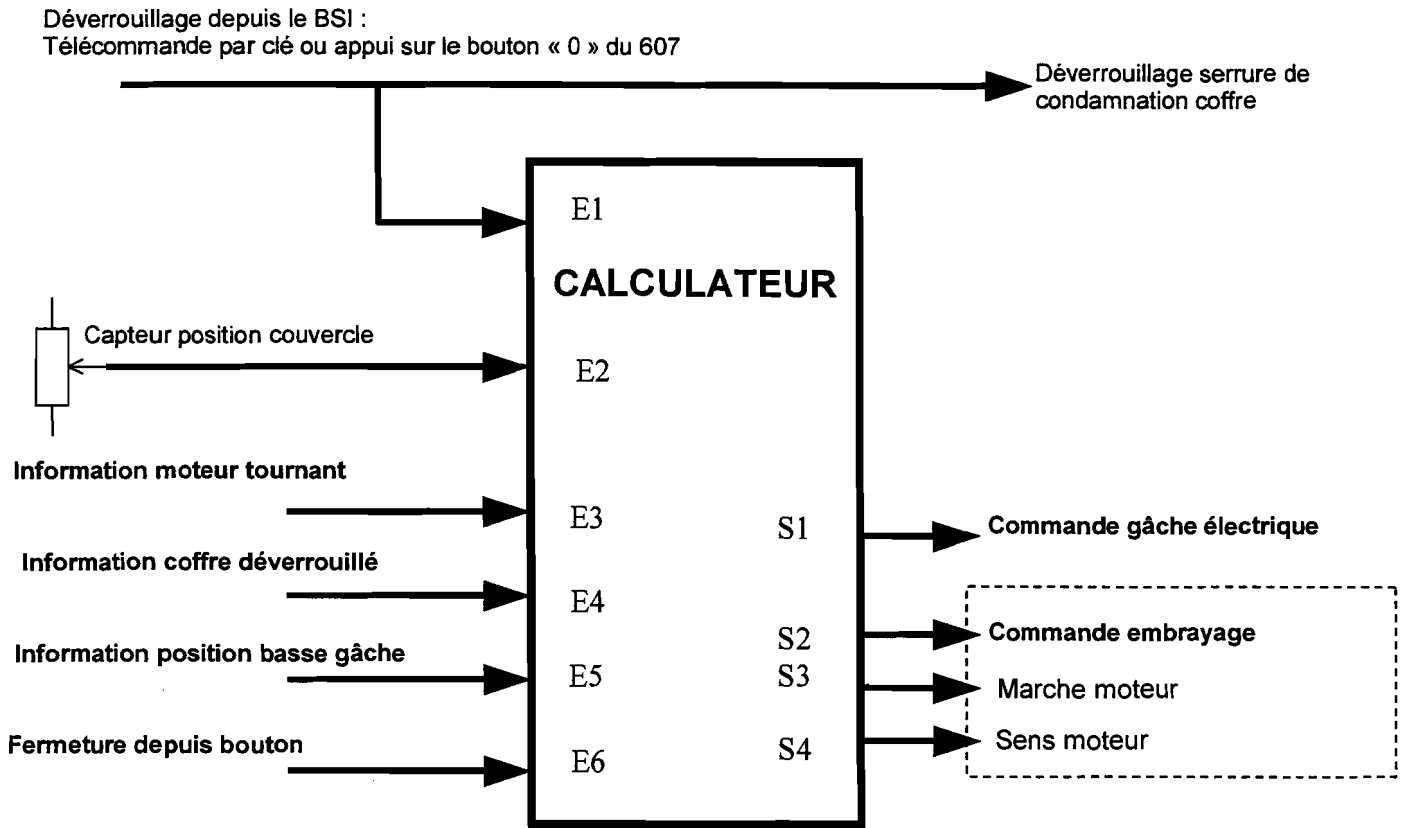 Déverrouillage depuis le BSI :
Télécommande par clé ou appui sur le bouton « 0 » du 607
Déverrouillage serrure de
condamnation coffre
E1
CALCULATEUR
Capteur position couvercle
E2
Information moteur tournant
E3
S1
Commande gâche électrique
Information coffre déverrouillé
E4
S2
Commande embrayage
Information position basse gâche
E5
S3
Marche moteur
Fermeture depuis bouton
E6
S4
Sens moteur